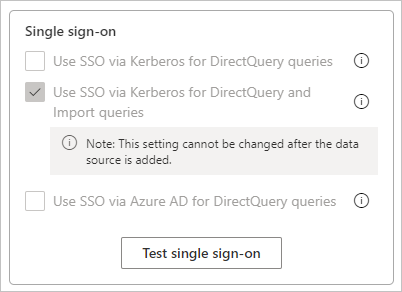 Single sign-on
Use SSO via Kerberos for DirectQuery queries
Use SSO via Kerberos for DirectQuery and
Import queries
Note: This setting cannot be changed after the data
source is added.
Use SSO via Azure AD for DirectQuery queries
Test single sign-on